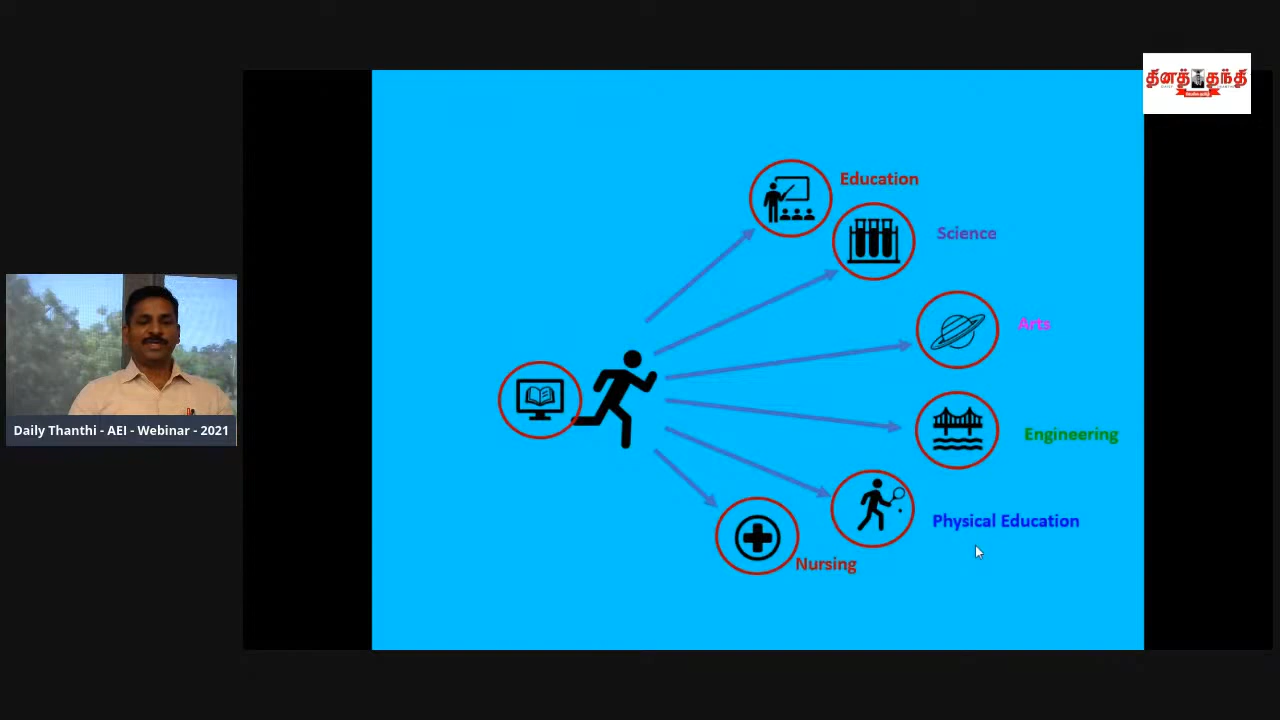 தினத் தந்தி
Education
Science
Arts
Engineering
Physical Education
Nursing
Daily Thanthi - AEI - Webinar - 2021